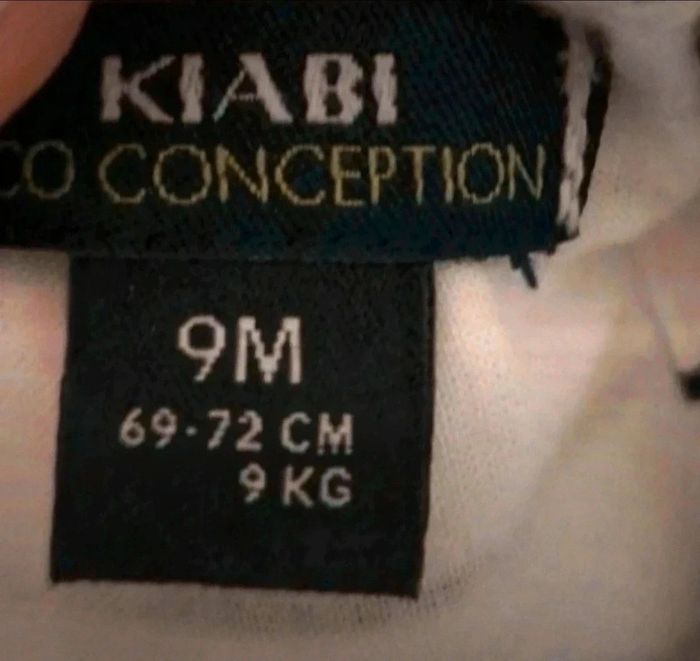 KIABI
CO CONCEPTION
9M
69-72 CM
9 KG